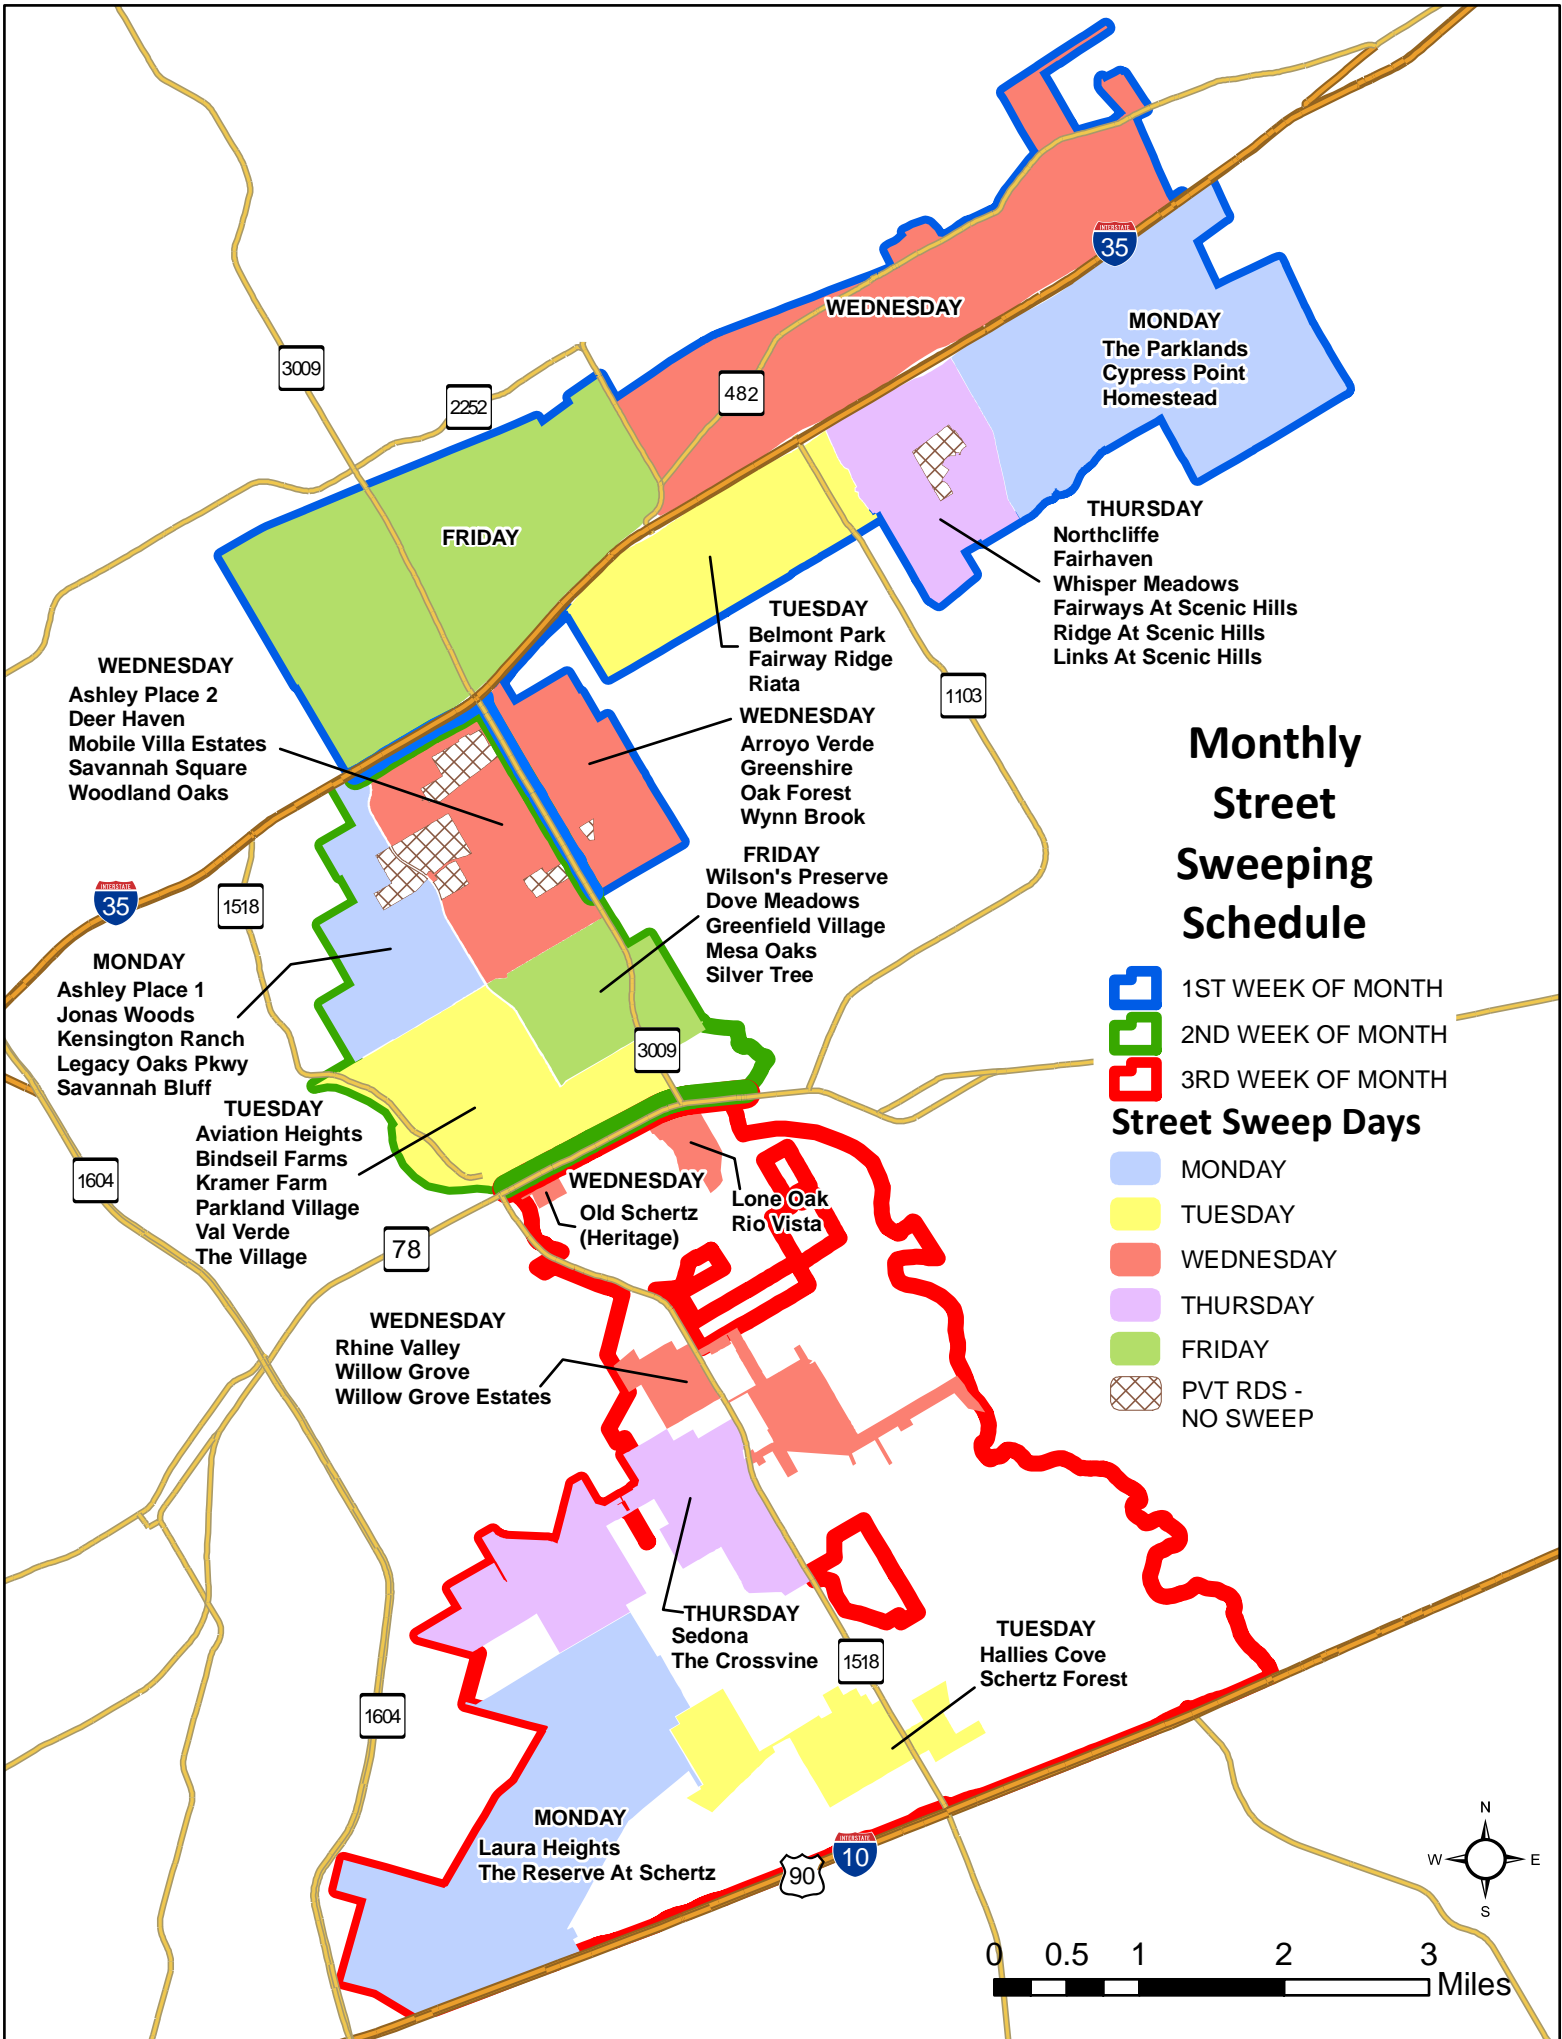 INTERSTATE
35
WEDNESDAY
MONDAY
The Parklands
Cypress Point
Homestead
3009
2252
482
FRIDAY
THURSDAY
Northcliffe
Fairhaven
Whisper Meadows
Fairways At Scenic Hills
Ridge At Scenic Hills
Links At Scenic Hills
TUESDAY
Belmont Park
Fairway Ridge
Riata
1103
WEDNESDAY
Ashley Place 2
Deer Haven
Mobile Villa Estates
Savannah Square
Woodland Oaks
WEDNESDAY
Arroyo Verde
Greenshire
Oak Forest
Wynn Brook
FRIDAY
Wilson's Preserve
Dove Meadows
Greenfield Village
Mesa Oaks
Silver Tree
INTERSTATE
35
1518
MONDAY
Ashley Place 1
Jonas Woods
Kensington Ranch
Legacy Oaks Pkwy
Savannah Bluff
3009
TUESDAY
Aviation Heights
Bindseil Farms
Kramer Farm
Parkland Village
Val Verde
The Village
1604
78
WEDNESDAY
Old Schertz
(Heritage)
Lone Oak
Rio Vista
WEDNESDAY
Rhine Valley
Willow Grove
Willow Grove Estates
THURSDAY
Sedona
The Crossvine
1518
TUESDAY
Hallies Cove
Schertz Forest
1604
MONDAY
Laura Heights
The Reserve At Schertz
90
INTERSTATE
10
Monthly
Street
Sweeping
Schedule
1ST WEEK OF MONTH
2ND WEEK OF MONTH
3RD WEEK OF MONTH
Street Sweep Days
MONDAY
TUESDAY
WEDNESDAY
THURSDAY
FRIDAY
PVT RDS -
NO SWEEP
N
W E
S
0 0.5 1 2 3
Miles